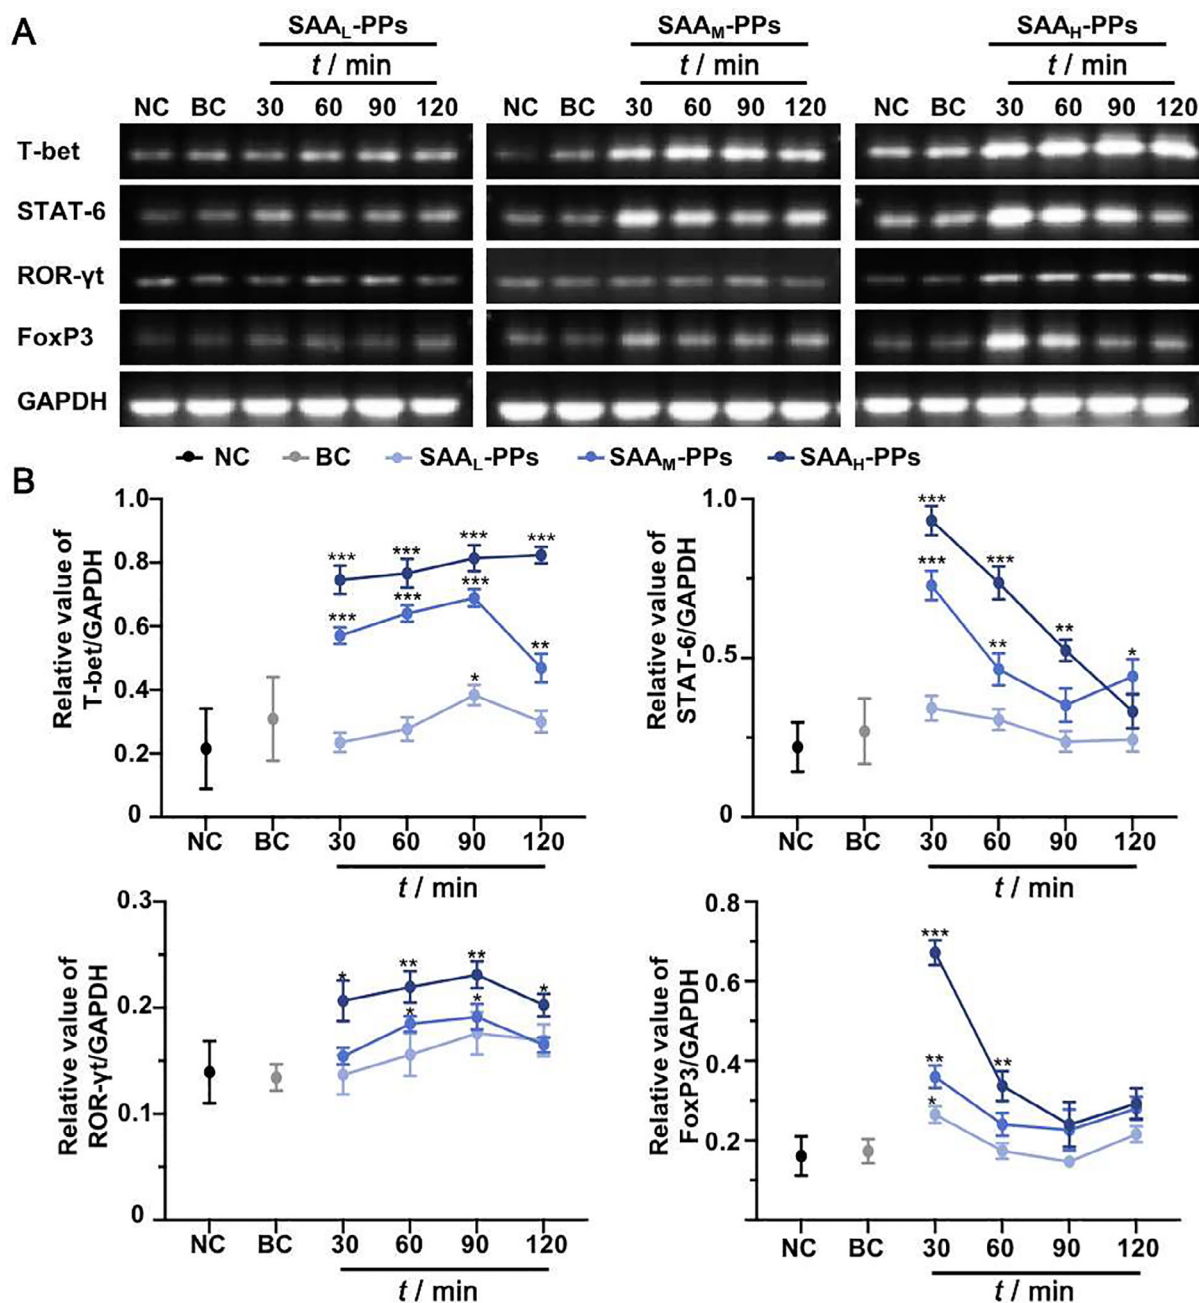 A
SAAL-PPs SAAM-PPs SAAH-PPs
t / min t / min t / min
NC BC 30 60 90 120 NC BC 30 60 90 120 NC BC 30 60 90 120
T-bet
STAT-6
ROR-γt
FoxP3
GAPDH
NC BC SAAL-PPs SAAM-PPs SAAH-PPs
B
Relative value of
T-bet/GAPDH
1.0
0.8
0.6
0.4
0.2
0
*** *** *** ***
*** *** *** **
*
NC BC 30 60 90 120
t / min
Relative value of
STAT-6/GAPDH
1.0
0.5
0
*** *** ** *
*** **
NC BC 30 60 90 120
t / min
Relative value of
ROR-γt/GAPDH
0.3
0.2
0.1
0
* ** ** *
* *
NC BC 30 60 90 120
t / min
Relative value of
FoxP3/GAPDH
0.8
0.6
0.4
0.2
*** **
**
*
NC BC 30 60 90 120
t / min